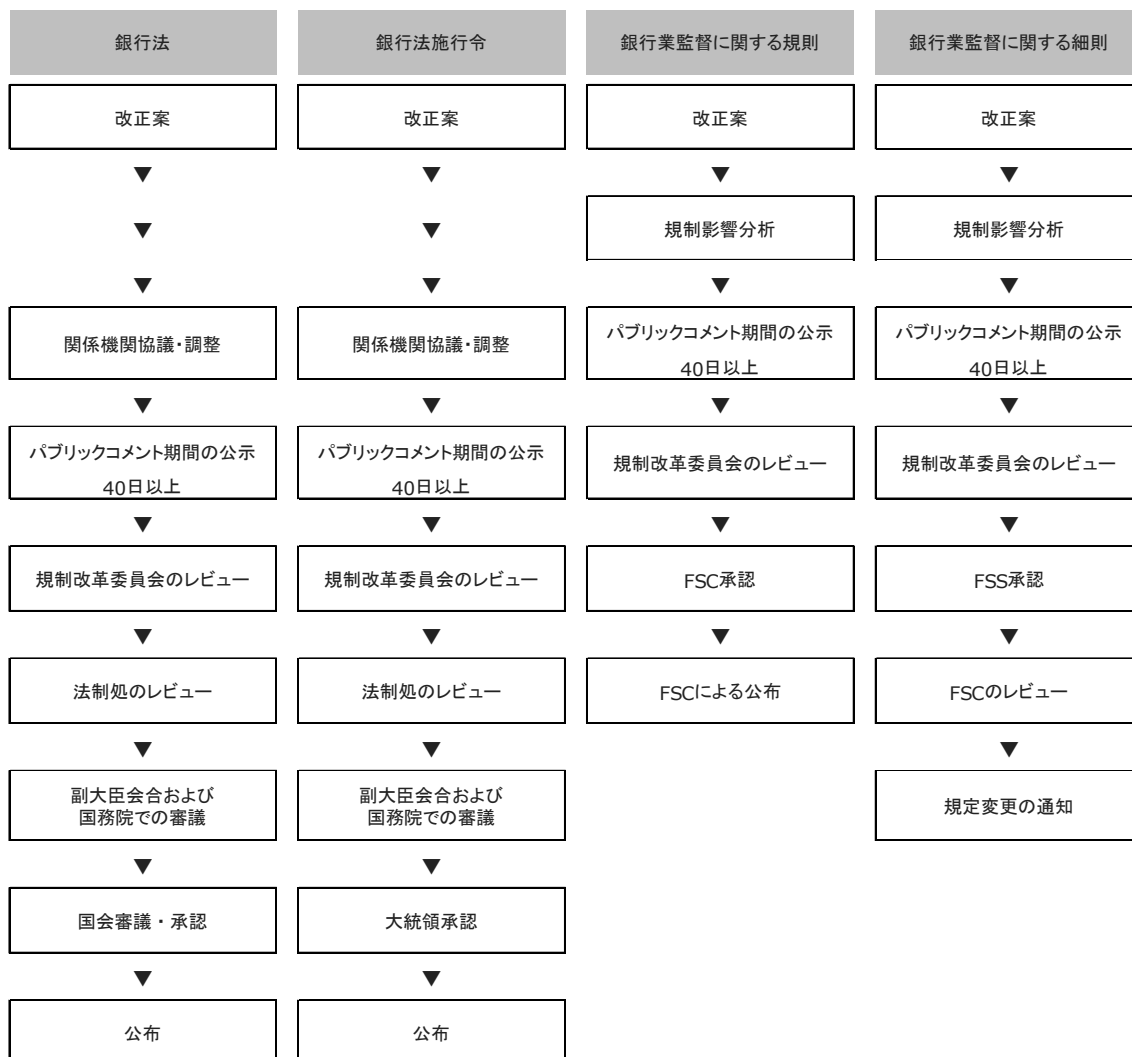 銀行法
銀行法施行令
銀行業監督に関する規則
銀行業監督に関する細則
改正案
改正案
改正案
改正案
▼
▼
▼
▼
▼
▼
規制影響分析
規制影響分析
▼
▼
▼
▼
関係機関協議・調整
関係機関協議・調整
パブリックコメント期間の公示
40日以上
パブリックコメント期間の公示
40日以上
▼
▼
▼
▼
パブリックコメント期間の公示
40日以上
パブリックコメント期間の公示
40日以上
規制改革委員会のレビュー
規制改革委員会のレビュー
▼
▼
▼
▼
規制改革委員会のレビュー
規制改革委員会のレビュー
FSC承認
FSS承認
▼
▼
▼
▼
法制処のレビュー
法制処のレビュー
FSCによる公布
FSCのレビュー
▼
▼
▼
副大臣会合および
国務院での審議
副大臣会合および
国務院での審議
規定変更の通知
▼
▼
国会審議・承認
大統領承認
▼
▼
公布
公布